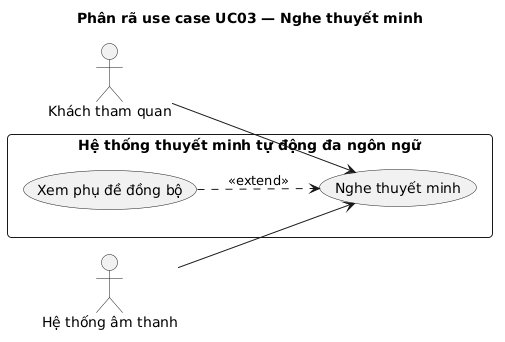 Phân rã use case UC03 — Nghe thuyết minh
Khách tham quan
Hệ thống thuyết minh tự động đa ngôn ngữ
Xem phụ đề đồng bộ
«extend»
Nghe thuyết minh
Hệ thống âm thanh